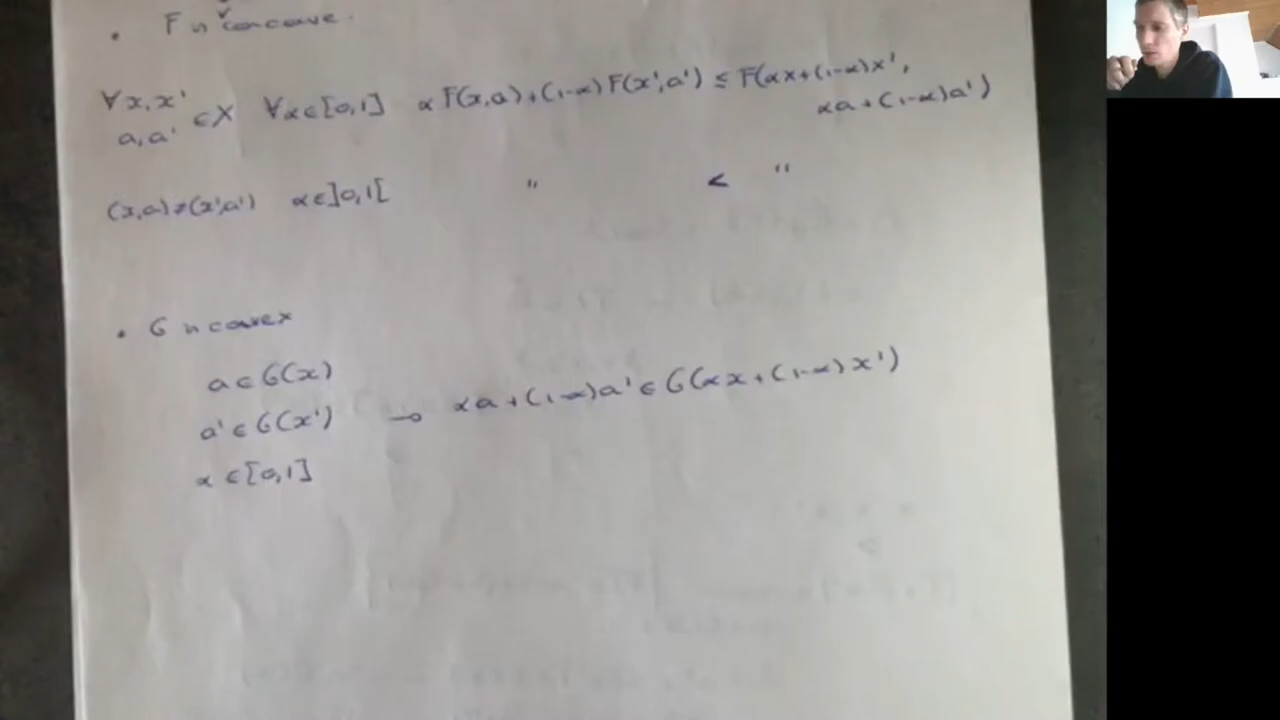 • F is concave.
∀x,x' a,a' ∈X ∀α∈[0,1] αF(x,a)+(1-α)F(x',a') ≤ F(αx+(1-α)x', αa+(1-α)a')
(x,a)≠(x',a') α∈]0,1[ " < "
• G is convex
a∈G(x)
a'∈G(x') → αa+(1-α)a'∈G(αx+(1-α)x')
α∈[0,1]